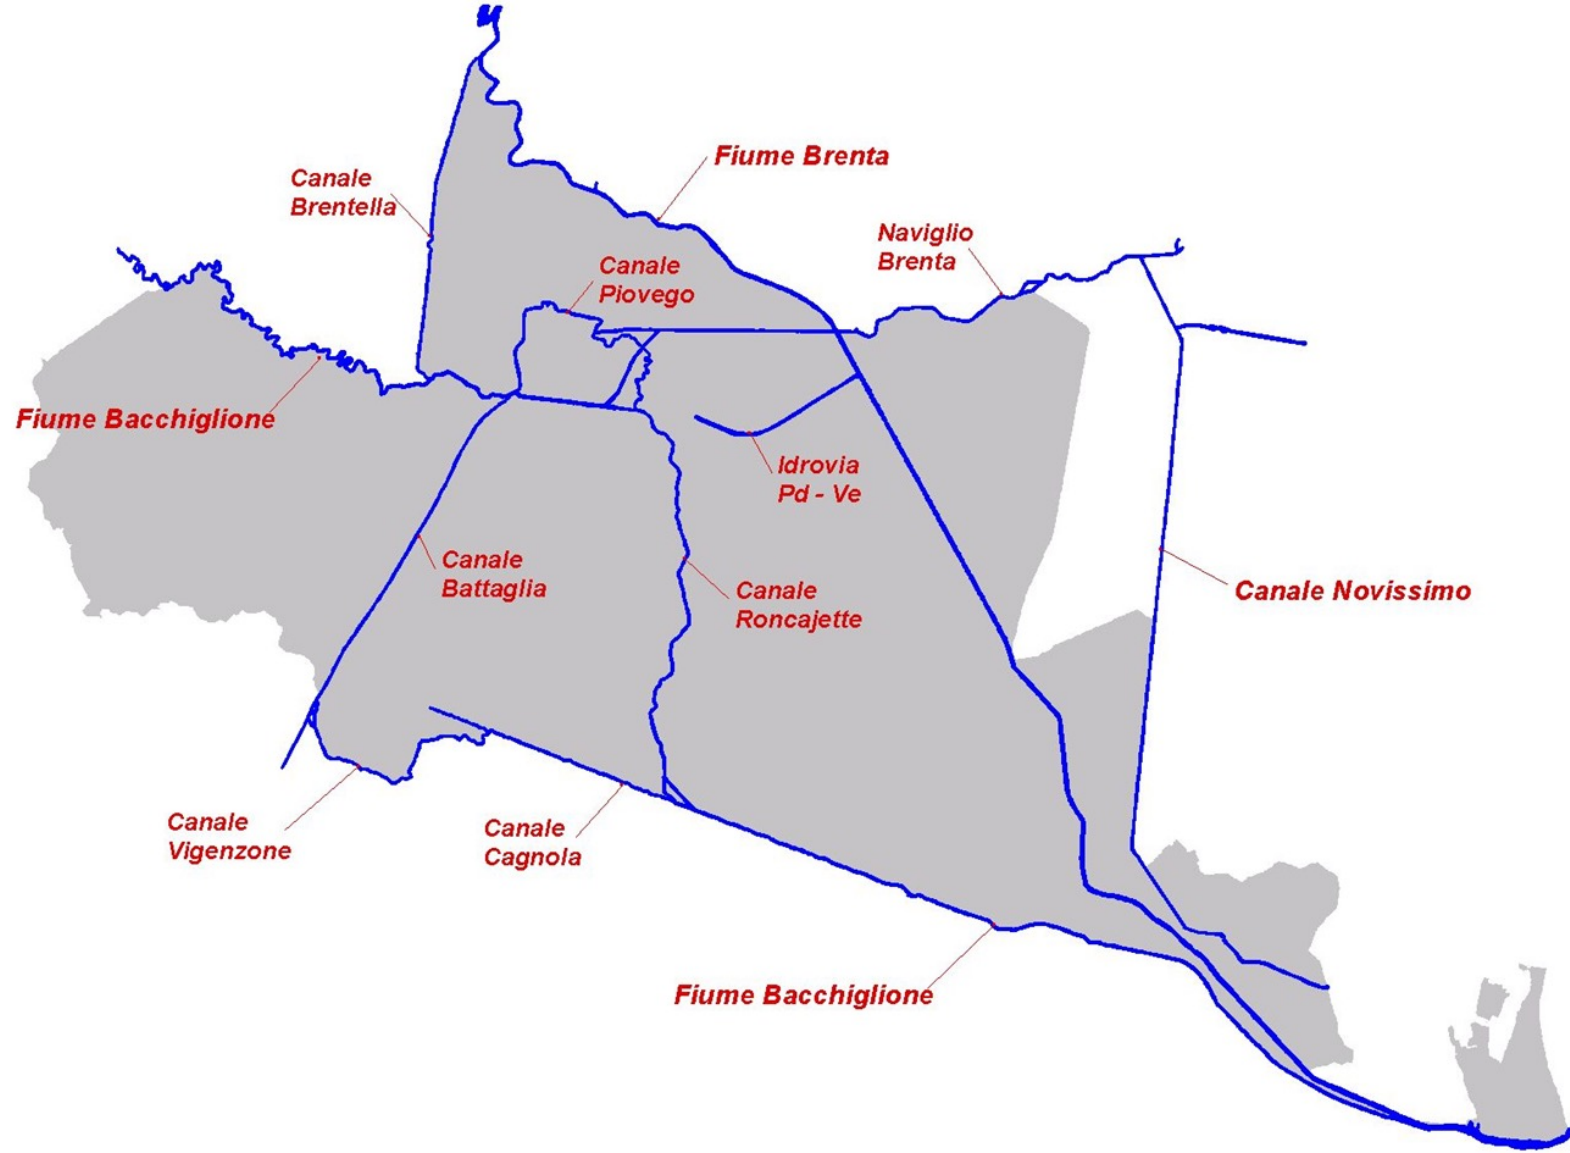 Fiume Brenta
Canale
Brentella
Naviglio
Brenta
Canale
Piovego
Fiume Bacchiglione
Idrovia
Pd - Ve
Canale
Battaglia
Canale
Roncajette
Canale Novissimo
Canale
Vigenzone
Canale
Cagnola
Fiume Bacchiglione